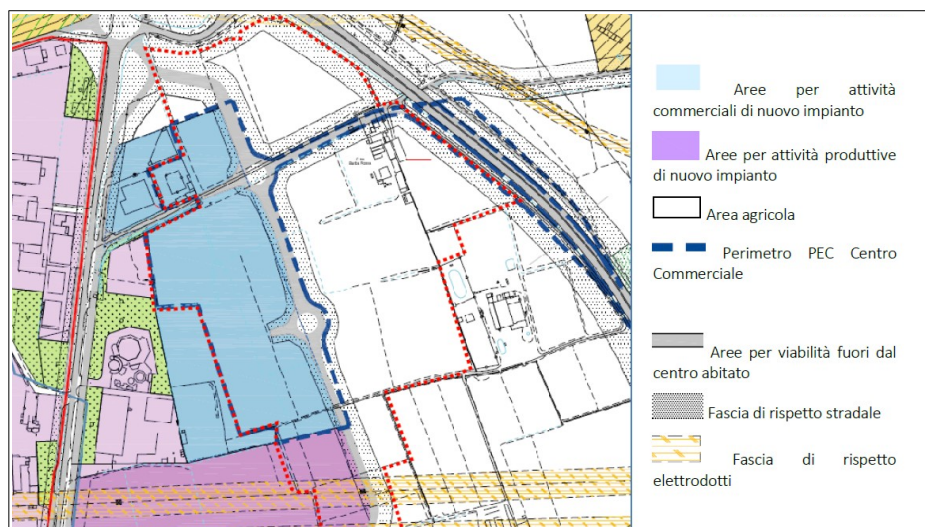 Aree per attività
commerciali di nuovo impianto
Aree per attività produttive
di nuovo impianto
Area agricola
Perimetro PEC Centro
Commerciale
Aree per viabilità fuori dal
centro abitato
Fascia di rispetto stradale
Fascia di rispetto
elettrodotti